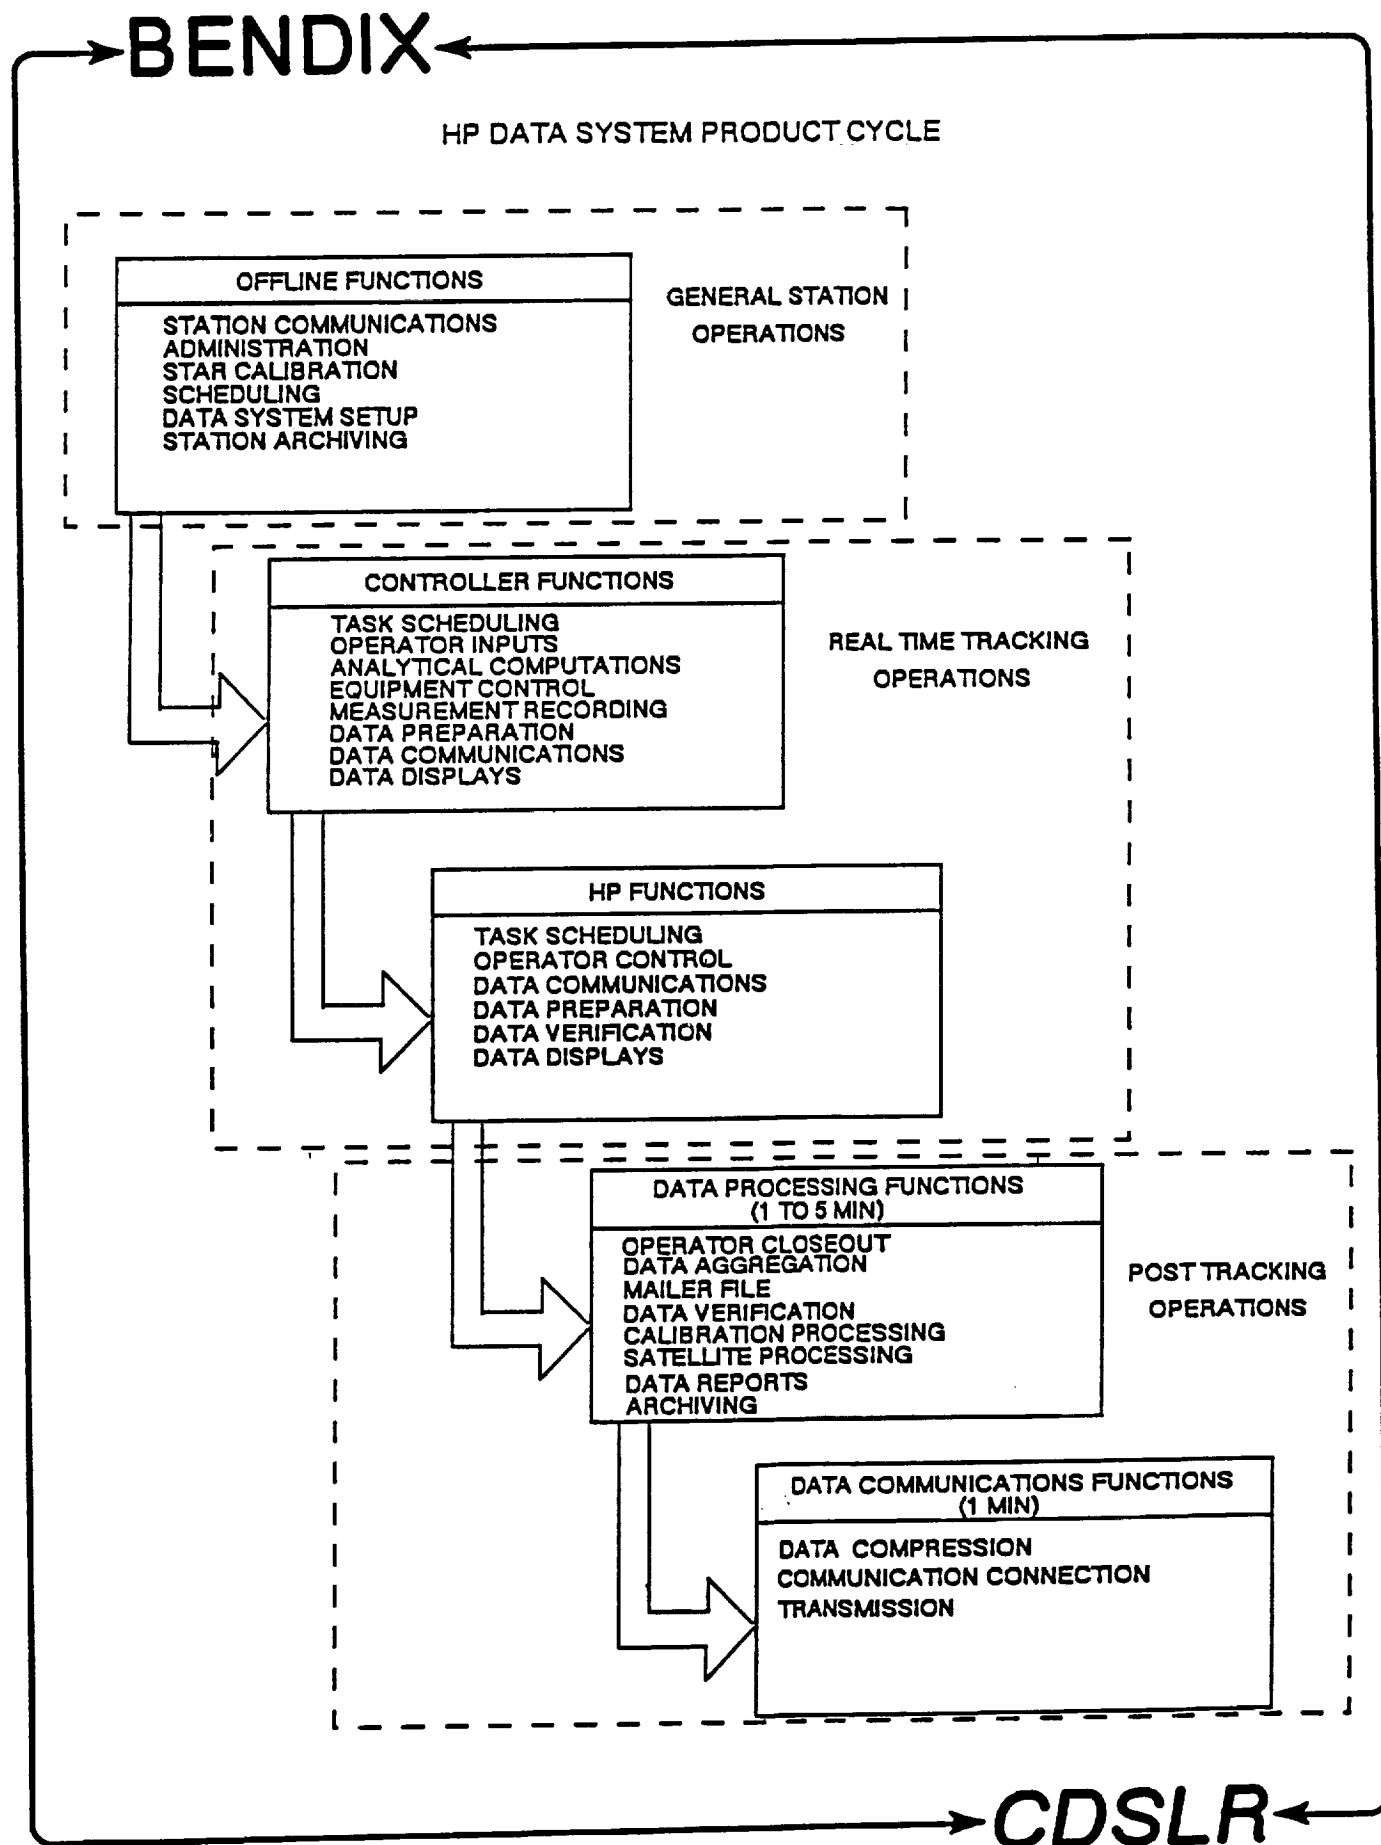 BENDIX
HP DATA SYSTEM PRODUCT CYCLE
OFFLINE FUNCTIONS
STATION COMMUNICATIONS
ADMINISTRATION
STAR CALIBRATION
SCHEDULING
DATA SYSTEM SETUP
STATION ARCHIVING
GENERAL STATION
OPERATIONS
CONTROLLER FUNCTIONS
TASK SCHEDULING
OPERATOR INPUTS
ANALYTICAL COMPUTATIONS
EQUIPMENT CONTROL
MEASUREMENT RECORDING
DATA PREPARATION
DATA COMMUNICATIONS
DATA DISPLAYS
REAL TIME TRACKING
OPERATIONS
HP FUNCTIONS
TASK SCHEDULING
OPERATOR CONTROL
DATA COMMUNICATIONS
DATA PREPARATION
DATA VERIFICATION
DATA DISPLAYS
DATA PROCESSING FUNCTIONS
(1 TO 5 MIN)
OPERATOR CLOSEOUT
DATA AGGREGATION
MAILER FILE
DATA VERIFICATION
CALIBRATION PROCESSING
SATELLITE PROCESSING
DATA REPORTS
ARCHIVING
POST TRACKING
OPERATIONS
DATA COMMUNICATIONS FUNCTIONS
(1 MIN)
DATA COMPRESSION
COMMUNICATION CONNECTION
TRANSMISSION
CDSLR